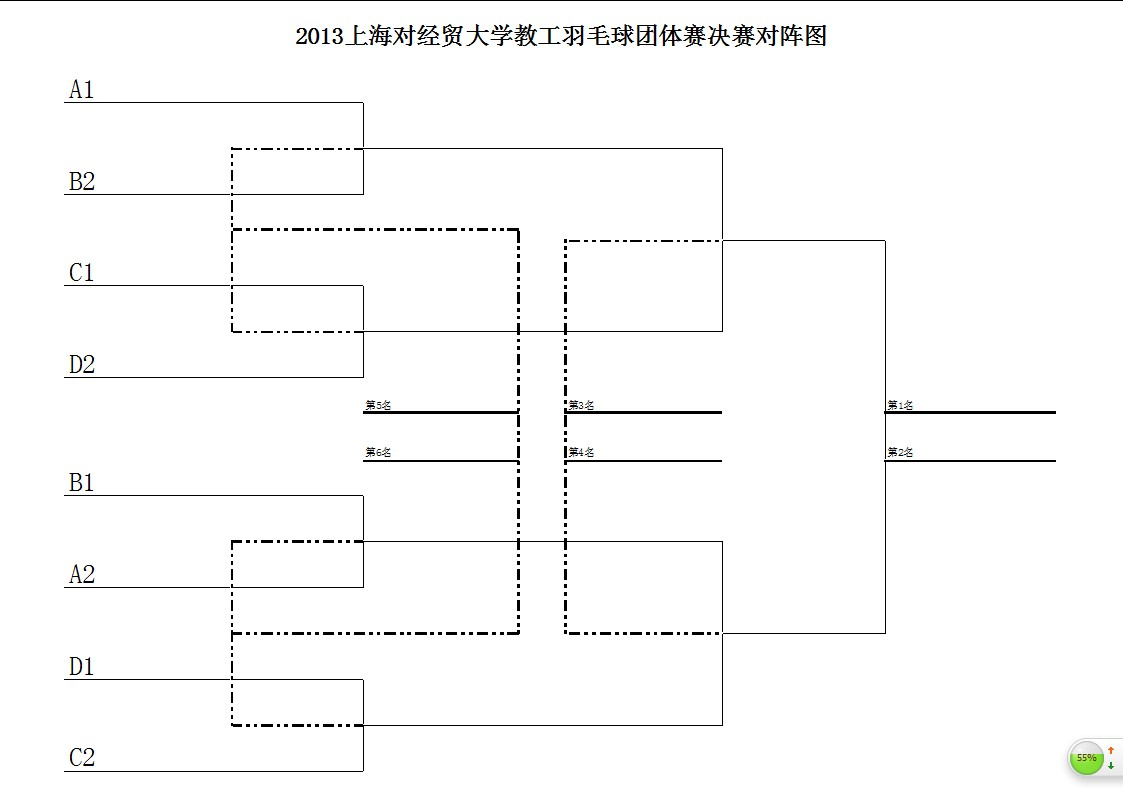 2013上海对经贸大学教工羽毛球团体赛决赛对阵图
A1
B2
C1
D2
第5名
第3名
第1名
第6名
第4名
第2名
B1
A2
D1
C2
55%